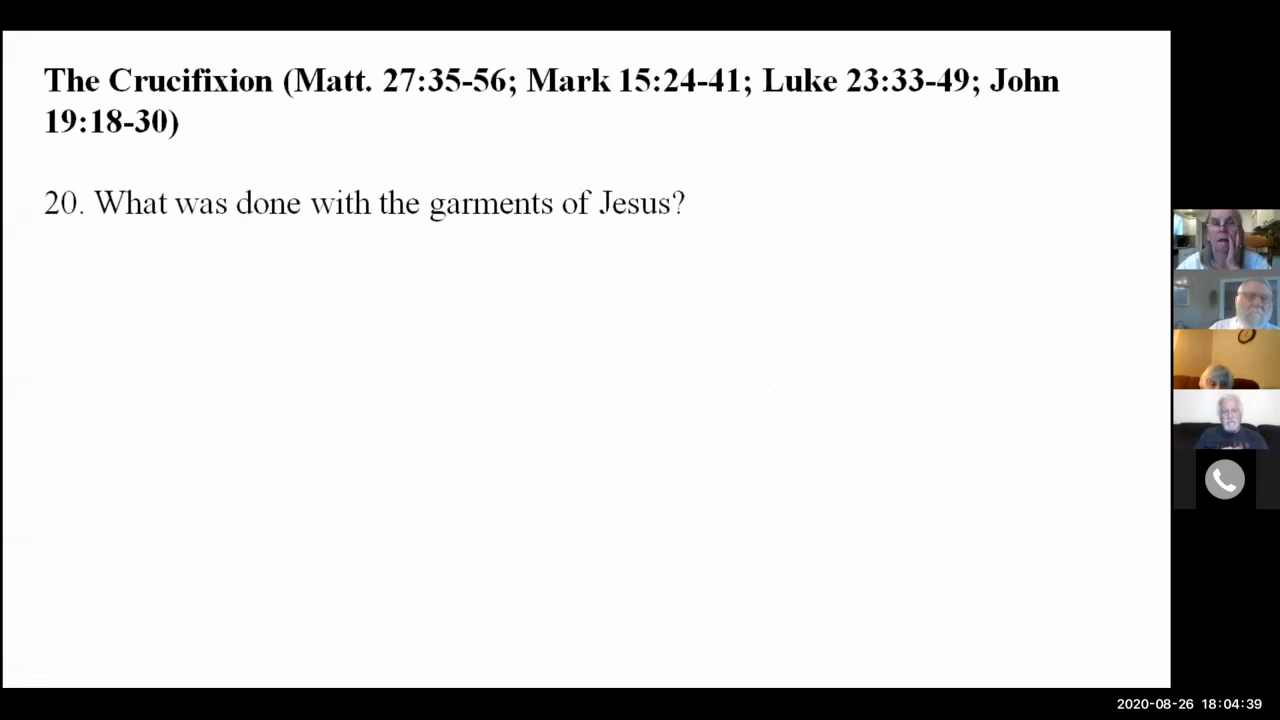 The Crucifixion (Matt. 27:35-56; Mark 15:24-41; Luke 23:33-49; John
19:18-30)
20. What was done with the garments of Jesus?
2020-08-26 18:04:39